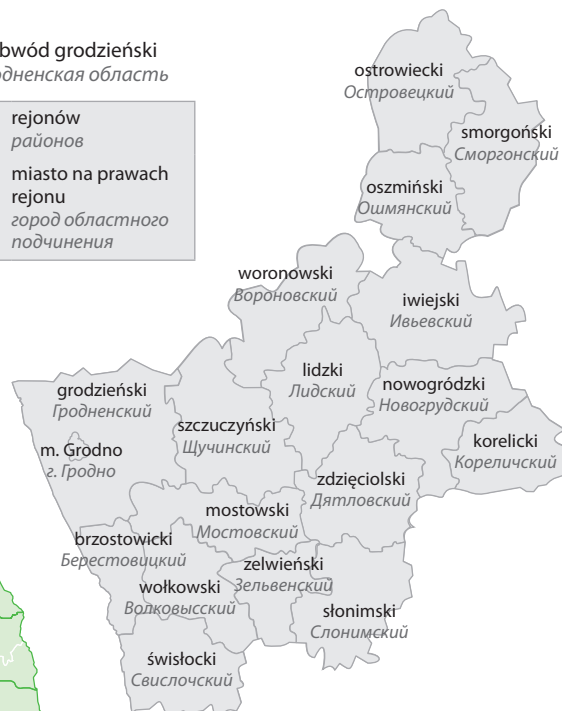 bwód grodzieński
одненская область
rejonów
районов
miasto na prawach
rejonu
город областного
подчинения
ostrowiecki
Островецкий
smorgoński
Сморгонский
oszmiński
Ошмянский
woronowski
Вороновский
iwiejski
Ивьевский
lidzki
Лидский
nowogródzki
Новогрудский
grodzieński
Гродненский
szczuczyński
Щучинский
korelicki
Кореличский
m. Grodno
г. Гродно
zdzięciolski
Дятловский
mostowski
Мостовский
brzostowicki
Берестовицкий
zelwieński
Зельвенский
wołkowski
Волковысский
słonimski
Слонимский
świsłocki
Свислочский